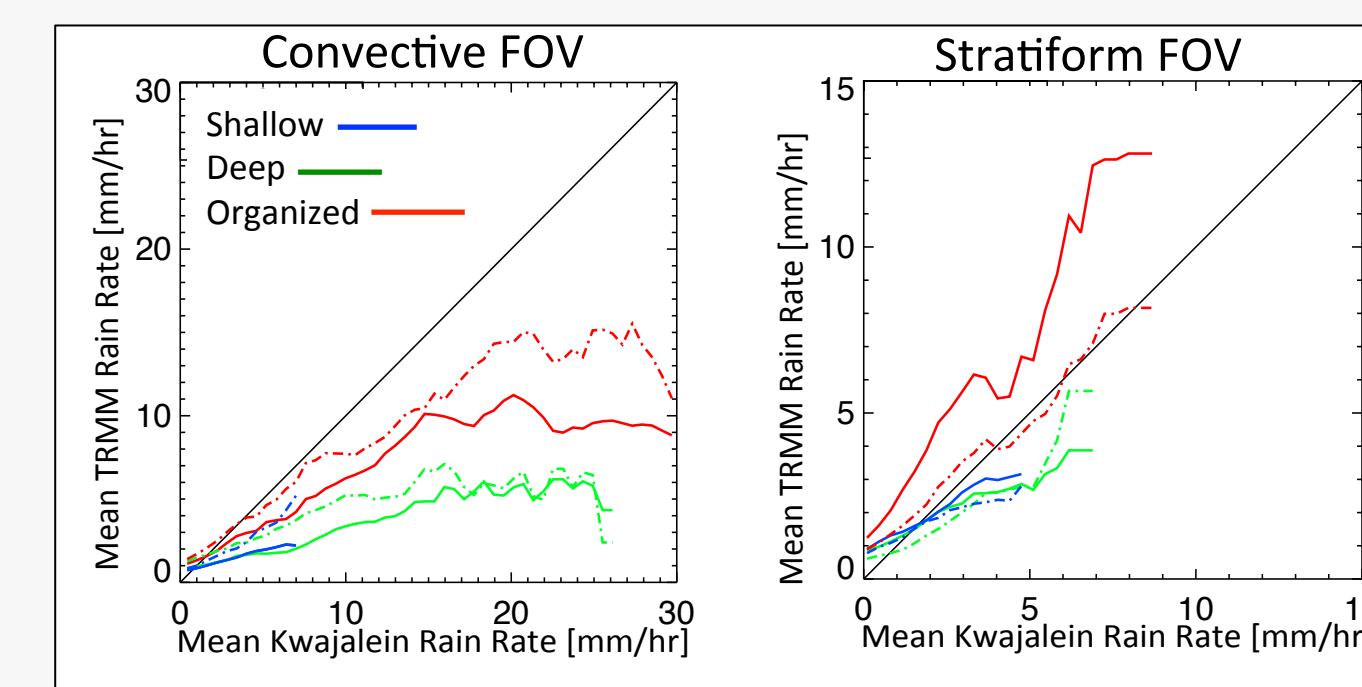 Convective FOV
30
20
10
0
Mean TRMM Rain Rate [mm/hr]
Shallow
Deep
Organized
0 10 20 30
Mean Kwajalein Rain Rate [mm/hr]
Stratiform FOV
15
10
5
0
Mean TRMM Rain Rate [mm/hr]
0 5 10 1
Mean Kwajalein Rain Rate [mm/hr